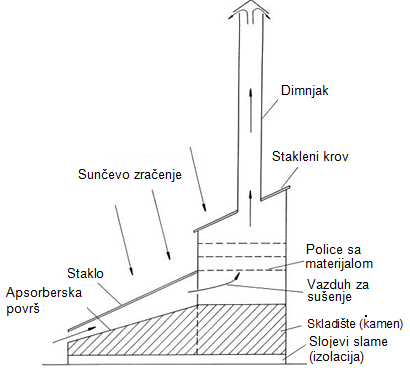 Dimnjak
Stakleni krov
Sunčevo zračenje
Police sa
materijalom
Staklo
Vazduh za
sušenje
Apsorberska
površ
Skladište (kamen)
Slojevi slame
(izolacija)